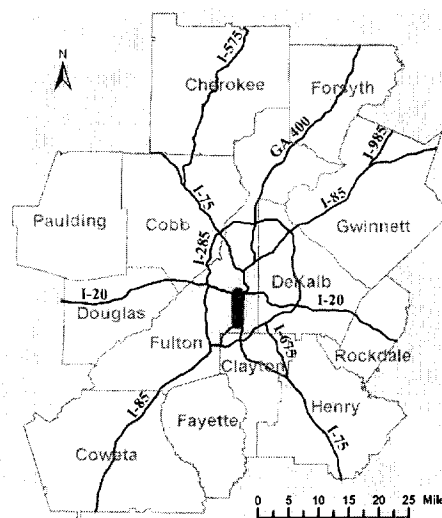 N
I-575
Cherokee
Forsyth
GA 400
I-985
I-75
I-85
Paulding
Cobb
Gwinnett
I-285
DeKalb
I-20
I-20
Douglas
Fulton
I-675
Rockdale
Clayton
I-85
Henry
Fayette
I-75
Coweta
0 5 10 15 20 25 Mile